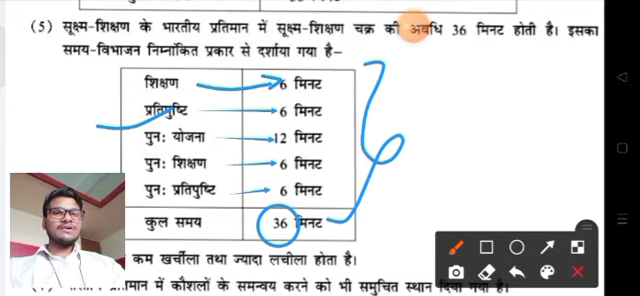 (5) सूक्ष्म-शिक्षण के भारतीय प्रतिमान में सूक्ष्म-शिक्षण चक्र की अवधि 36 मिनट होती है। इसका
समय-विभाजन निम्नांकित प्रकार से दर्शाया गया है–
शिक्षण 6 मिनट
प्रतिपुष्टि 6 मिनट
पुनः योजना 12 मिनट
पुनः शिक्षण 6 मिनट
पुनः प्रतिपुष्टि 6 मिनट
कुल समय 36 मिनट
कम खर्चीला तथा ज्यादा लचीला होता है।
में कौशलों के समन्वय करने को भी समुचित स्थान दिया गया है।